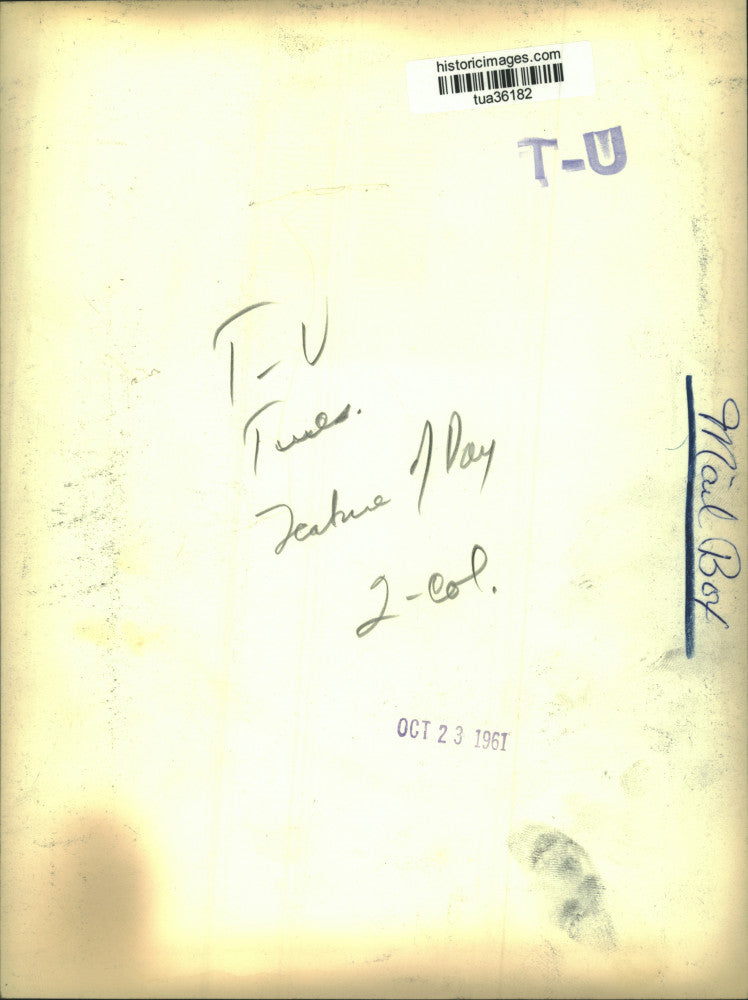 historicimages.com
tua36182
T-U
T-U
Tues.
Feature of Day
2-col.
Mail Box
OCT 23 1961